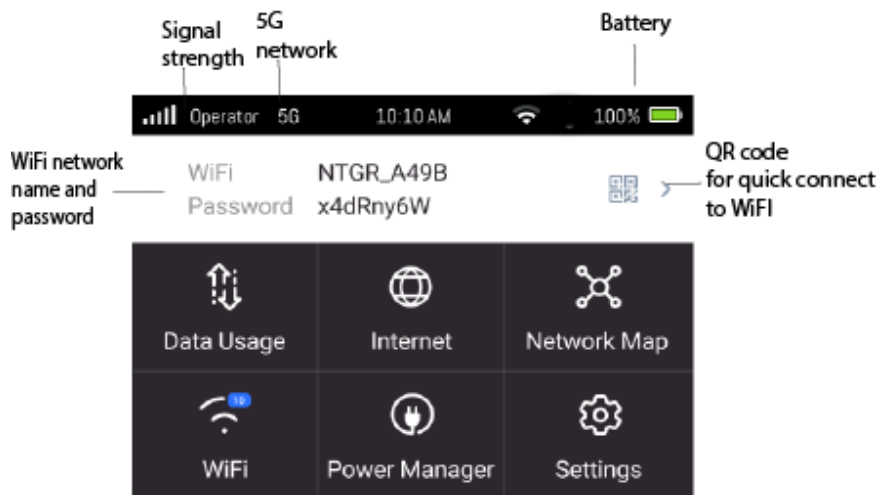 Signal
strength
5G
network
Battery
Operator 5G 10:10 AM 100%
WiFi network
name and
password
WiFi NTGR_A49B
Password x4dRny6W
QR code
for quick connect
to WiFI
Data Usage Internet Network Map
10
WiFi Power Manager Settings